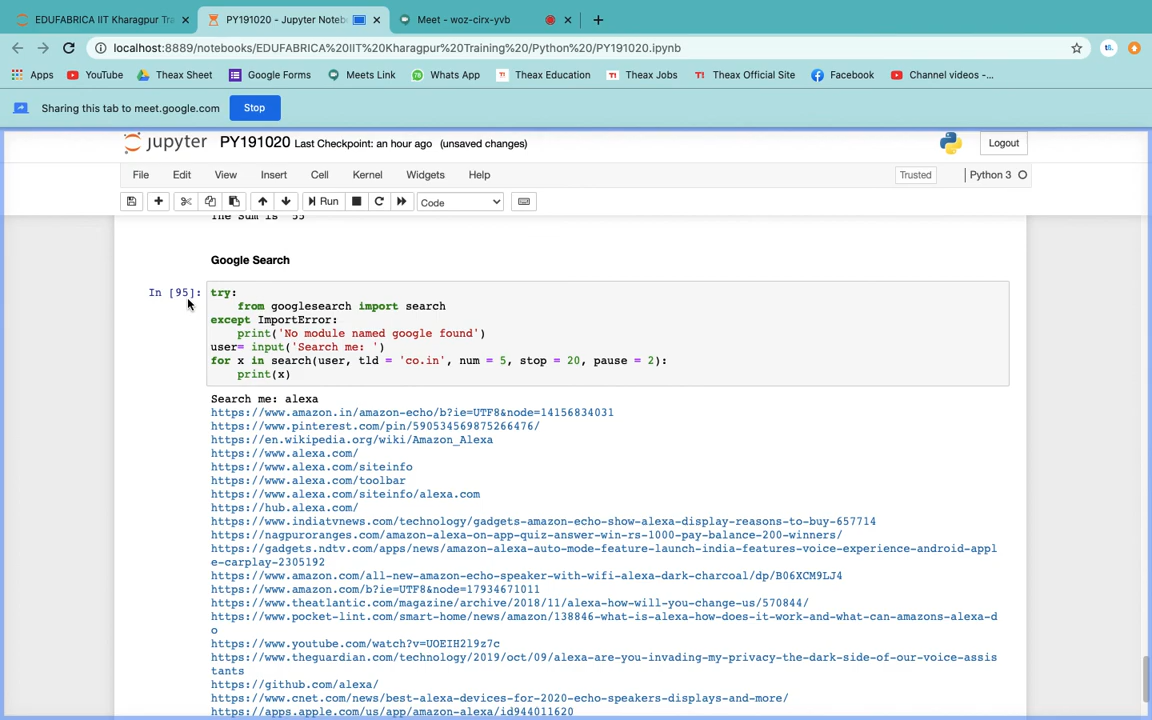 EDUFABRICA IIT Kharagpur Tra
PY191020 - Jupyter Noteb
Meet - woz-cirx-yvb
localhost:8889/notebooks/EDUFABRICA%20IIT%20Kharagpur%20Training%20/Python%20/PY191020.ipynb
Apps YouTube Theax Sheet Google Forms Meets Link Whats App Theax Education Theax Jobs Theax Official Site Facebook Channel videos -...
Sharing this tab to meet.google.com Stop
jupyter PY191020 Last Checkpoint: an hour ago (unsaved changes) Logout
File Edit View Insert Cell Kernel Widgets Help Trusted Python 3
Run Code
The Sum is 55
Google Search
In [95]: try:
from googlesearch import search
except ImportError:
print('No module named google found')
user= input('Search me: ')
for x in search(user, tld = 'co.in', num = 5, stop = 20, pause = 2):
print(x)
Search me: alexa
https://www.amazon.in/amazon-echo/b?ie=UTF8&node=14156834031
https://www.pinterest.com/pin/590534569875266476/
https://en.wikipedia.org/wiki/Amazon_Alexa
https://www.alexa.com/
https://www.alexa.com/siteinfo
https://www.alexa.com/toolbar
https://www.alexa.com/siteinfo/alexa.com
https://hub.alexa.com/
https://www.indiatvnews.com/technology/gadgets-amazon-echo-show-alexa-display-reasons-to-buy-657714
https://nagpuroranges.com/amazon-alexa-on-app-quiz-answer-win-rs-1000-pay-balance-200-winners/
https://gadgets.ndtv.com/apps/news/amazon-alexa-auto-mode-feature-launch-india-features-voice-experience-android-appl
e-carplay-2305192
https://www.amazon.com/all-new-amazon-echo-speaker-with-wifi-alexa-dark-charcoal/dp/B06XCM9LJ4
https://www.amazon.com/b?ie=UTF8&node=17934671011
https://www.theatlantic.com/magazine/archive/2018/11/alexa-how-will-you-change-us/570844/
https://www.pocket-lint.com/smart-home/news/amazon/138846-what-is-alexa-how-does-it-work-and-what-can-amazons-alexa-d
o
https://www.youtube.com/watch?v=UOEIH2l9z7c
https://www.theguardian.com/technology/2019/oct/09/alexa-are-you-invading-my-privacy-the-dark-side-of-our-voice-assis
tants
https://github.com/alexa/
https://www.cnet.com/news/best-alexa-devices-for-2020-echo-speakers-displays-and-more/
https://apps.apple.com/us/app/amazon-alexa/id944011620